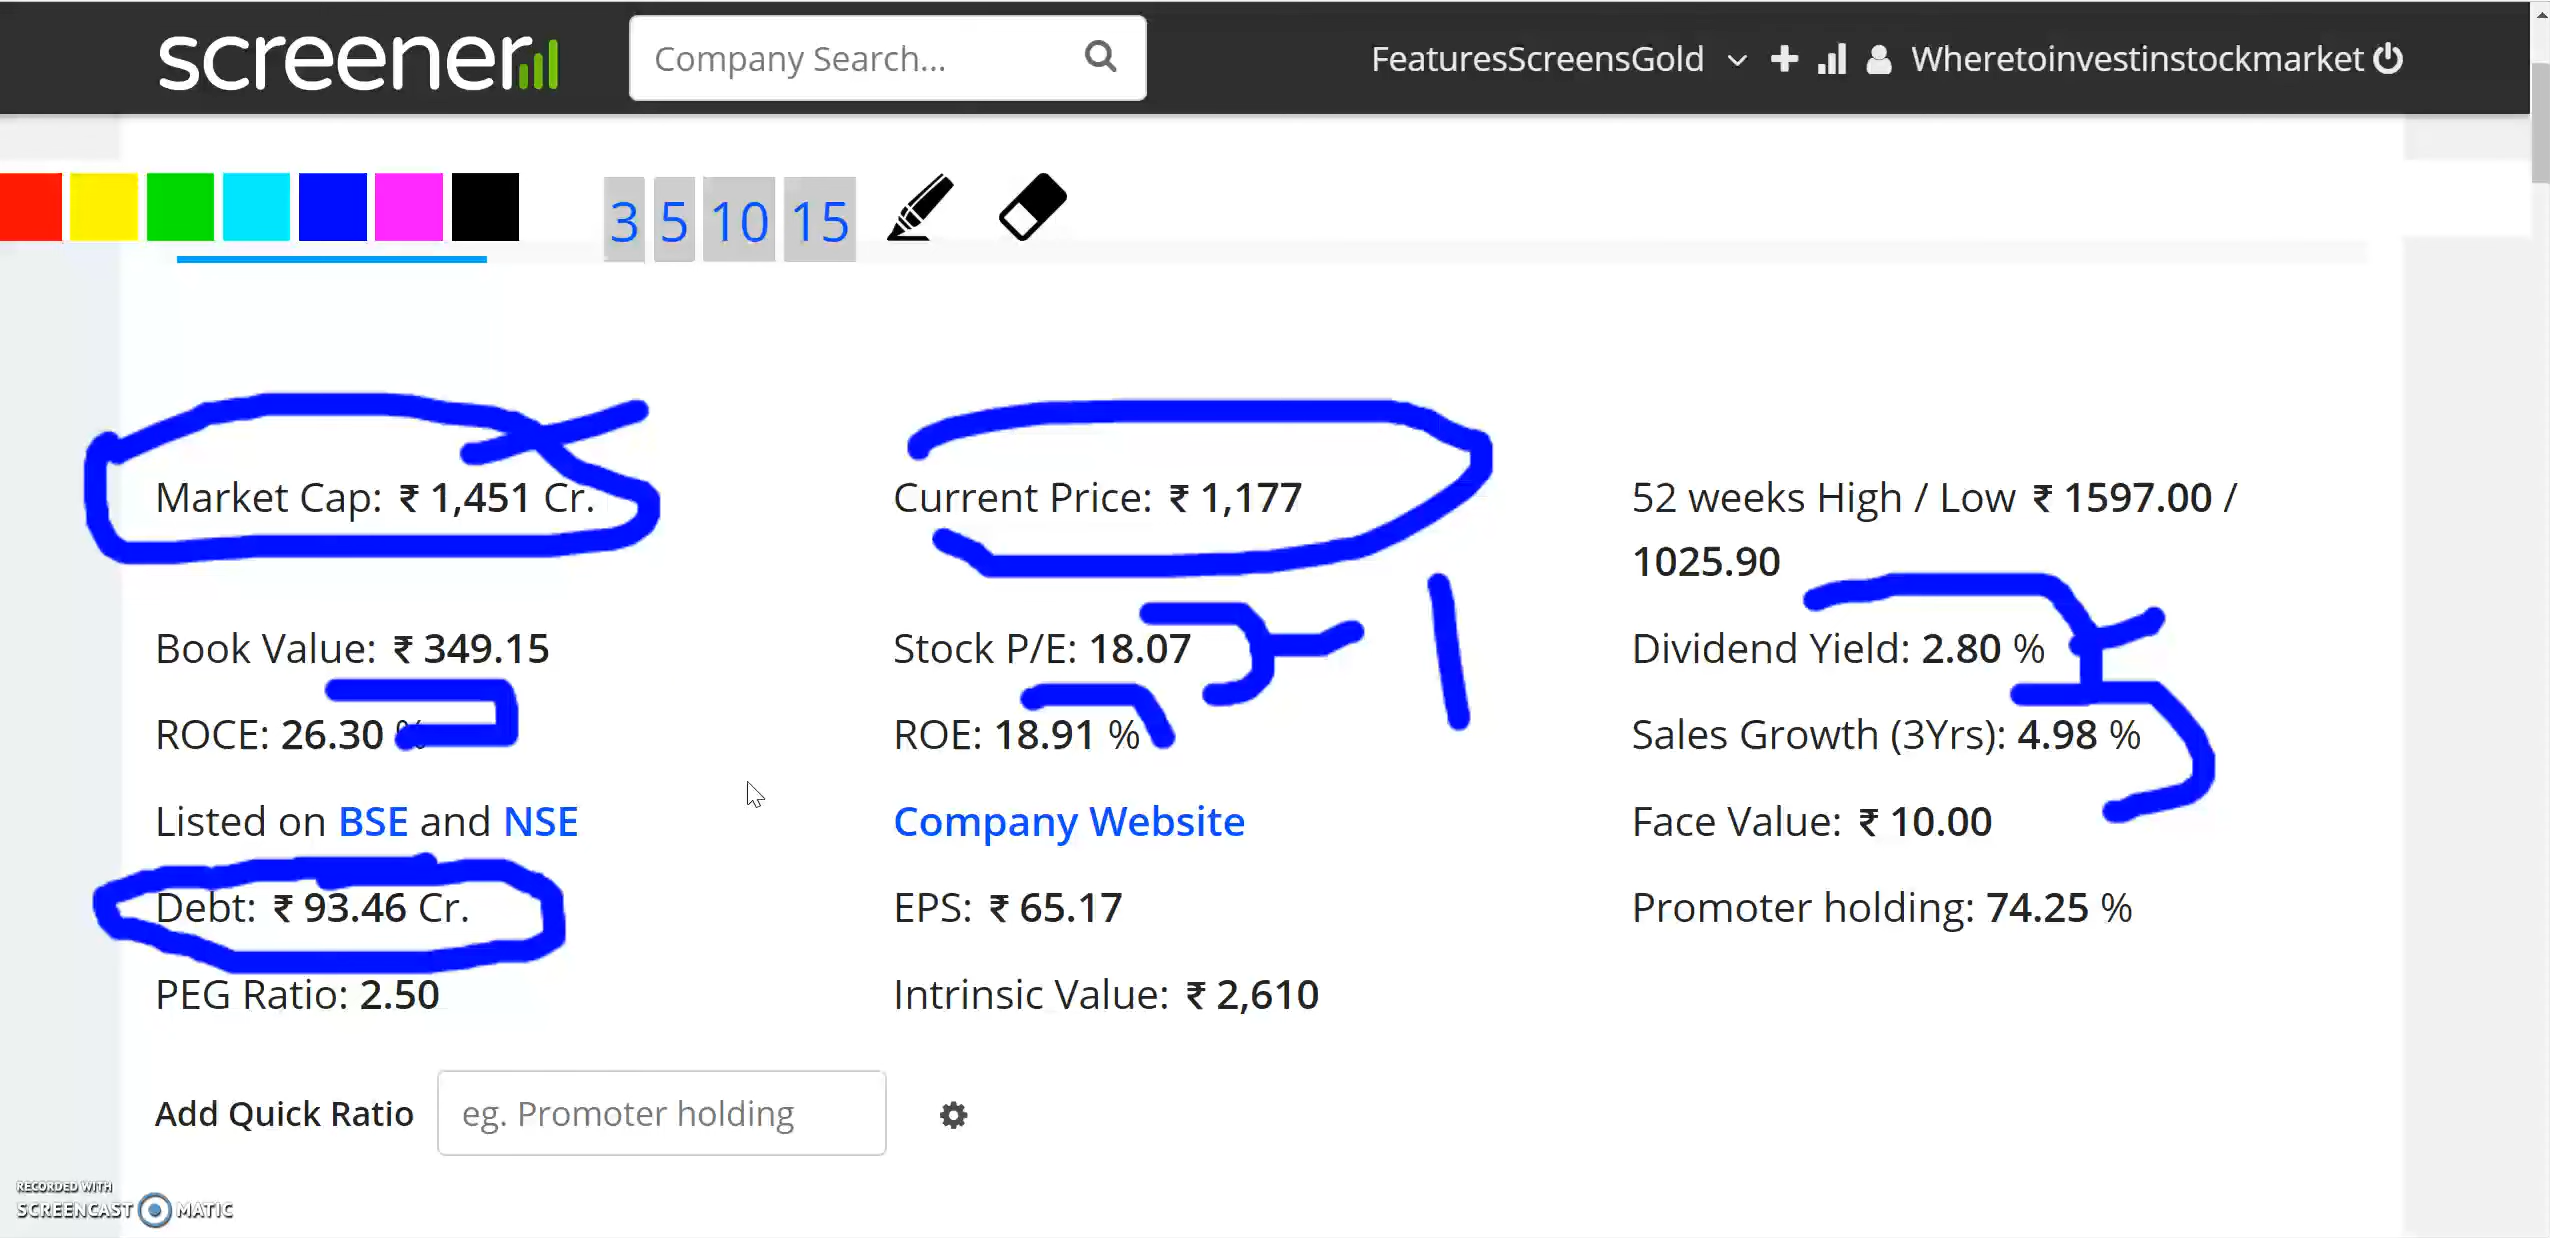 screener
Company Search...
FeaturesScreensGold
Wheretoinvestinstockmarket
3 5 10 15
Market Cap: ₹ 1,451 Cr.
Current Price: ₹ 1,177
52 weeks High / Low ₹ 1597.00 /
1025.90
Book Value: ₹ 349.15
Stock P/E: 18.07
Dividend Yield: 2.80 %
ROCE: 26.30 %
ROE: 18.91 %
Sales Growth (3Yrs): 4.98 %
Listed on BSE and NSE
Company Website
Face Value: ₹ 10.00
Debt: ₹ 93.46 Cr.
EPS: ₹ 65.17
Promoter holding: 74.25 %
PEG Ratio: 2.50
Intrinsic Value: ₹ 2,610
Add Quick Ratio
eg. Promoter holding
RECORDED WITH
SCREENCAST MATIC